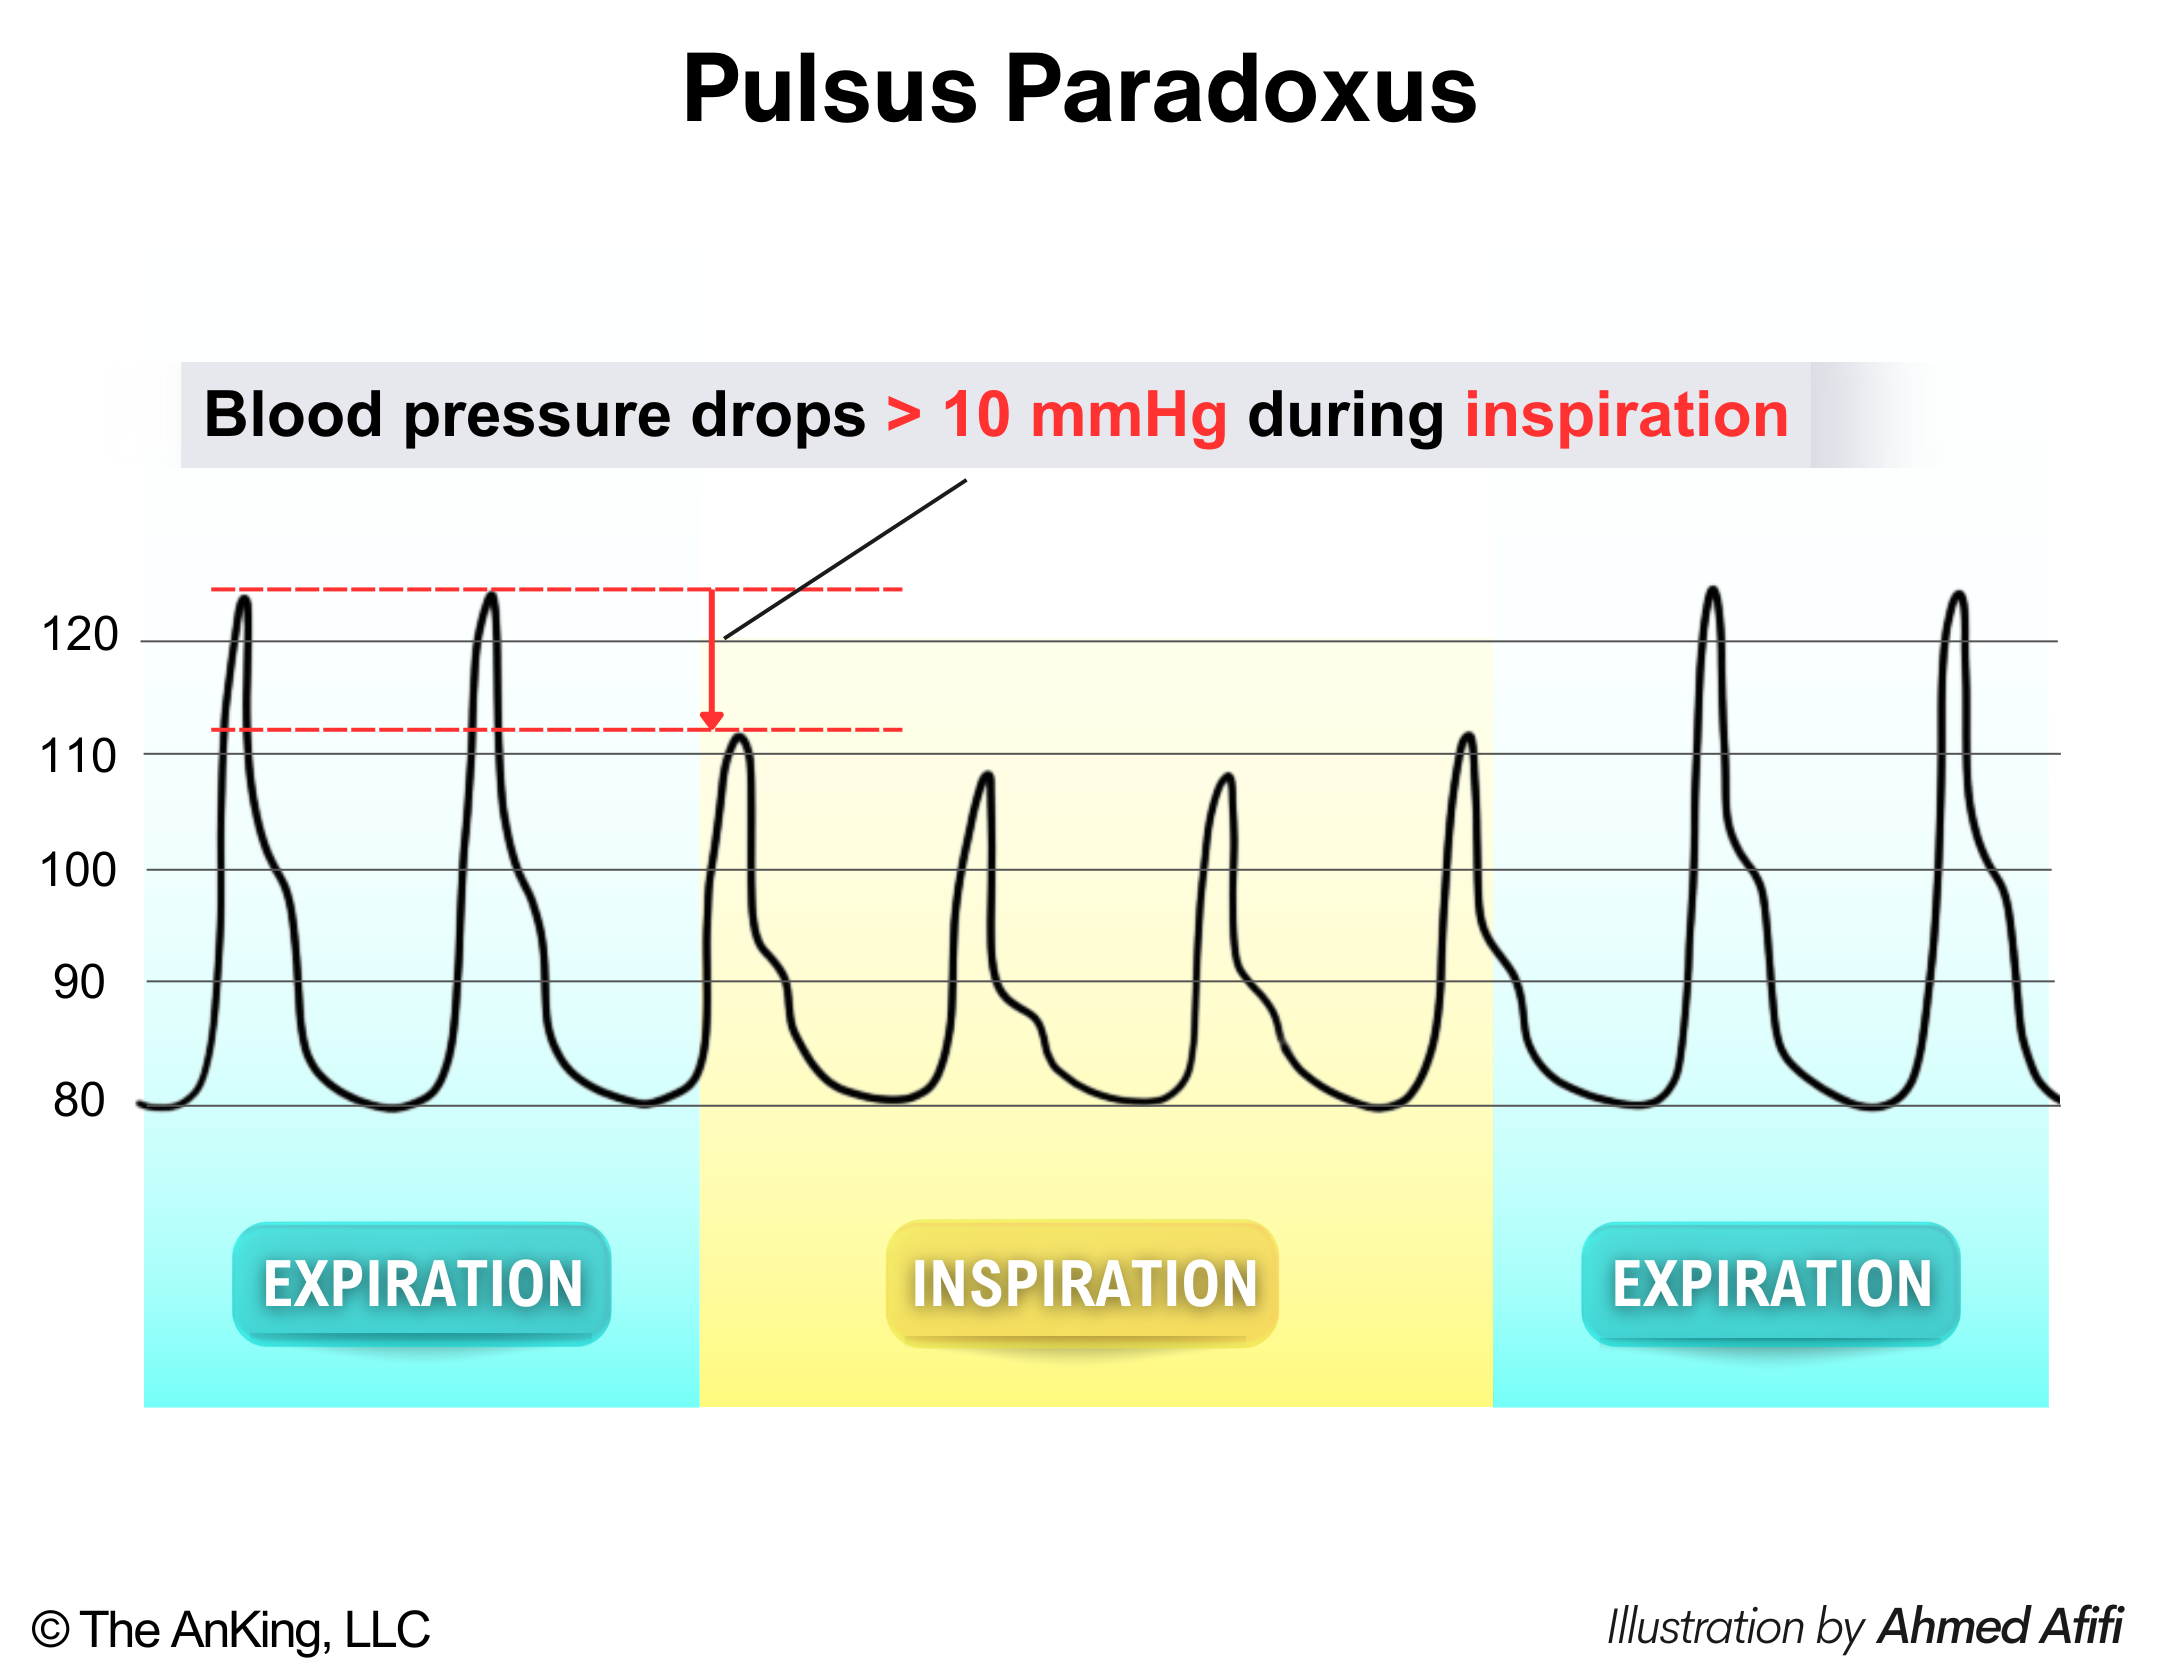 Pulsus Paradoxus
Blood pressure drops > 10 mmHg during inspiration
120
110
100
90
80
EXPIRATION
INSPIRATION
EXPIRATION
© The AnKing, LLC
Illustration by Ahmed Afifi